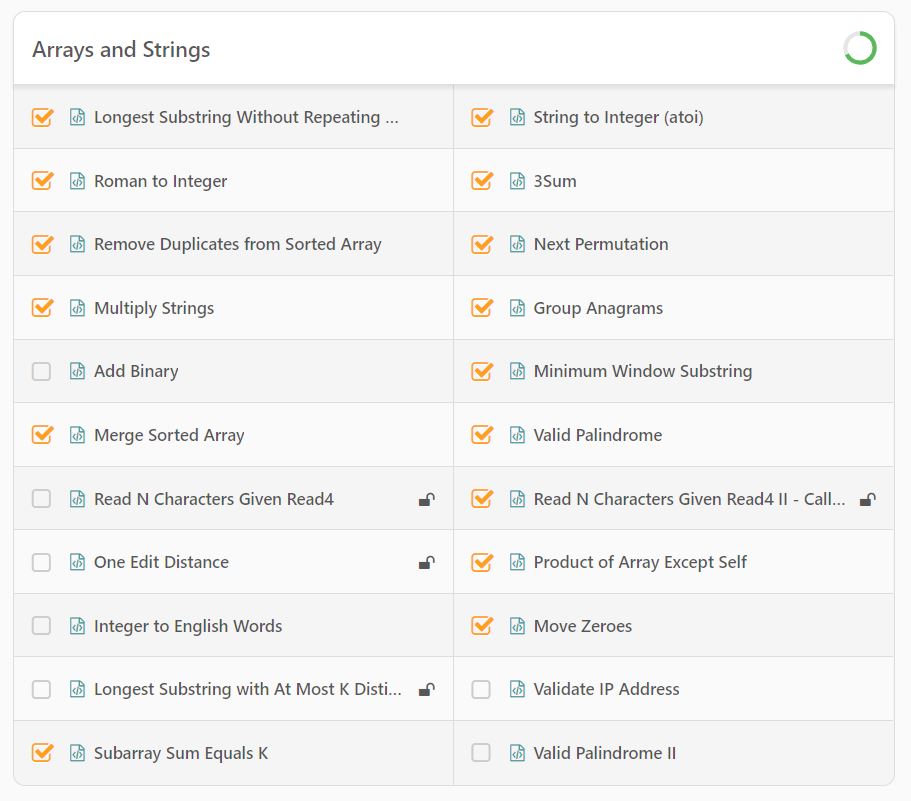 Arrays and Strings
Longest Substring Without Repeating ...
String to Integer (atoi)
Roman to Integer
3Sum
Remove Duplicates from Sorted Array
Next Permutation
Multiply Strings
Group Anagrams
Add Binary
Minimum Window Substring
Merge Sorted Array
Valid Palindrome
Read N Characters Given Read4
Read N Characters Given Read4 II - Call...
One Edit Distance
Product of Array Except Self
Integer to English Words
Move Zeroes
Longest Substring with At Most K Disti...
Validate IP Address
Subarray Sum Equals K
Valid Palindrome II